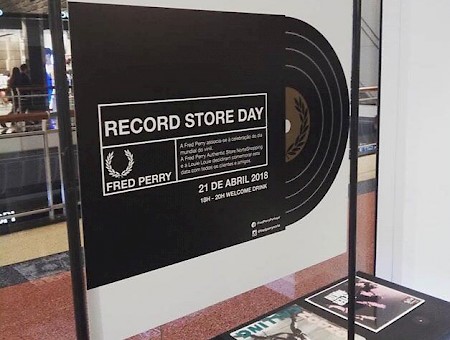 RECORD STORE DAY
FRED PERRY
A Fred Perry associa-se à celebração do dia
mundial do vinil.
A Fred Perry Authentic Store NorteShopping
e a Louie Louie decidiram comemorar esta
data com todos os clientes e amigos.
21 DE ABRIL 2018
16H - 20H WELCOME DRINK